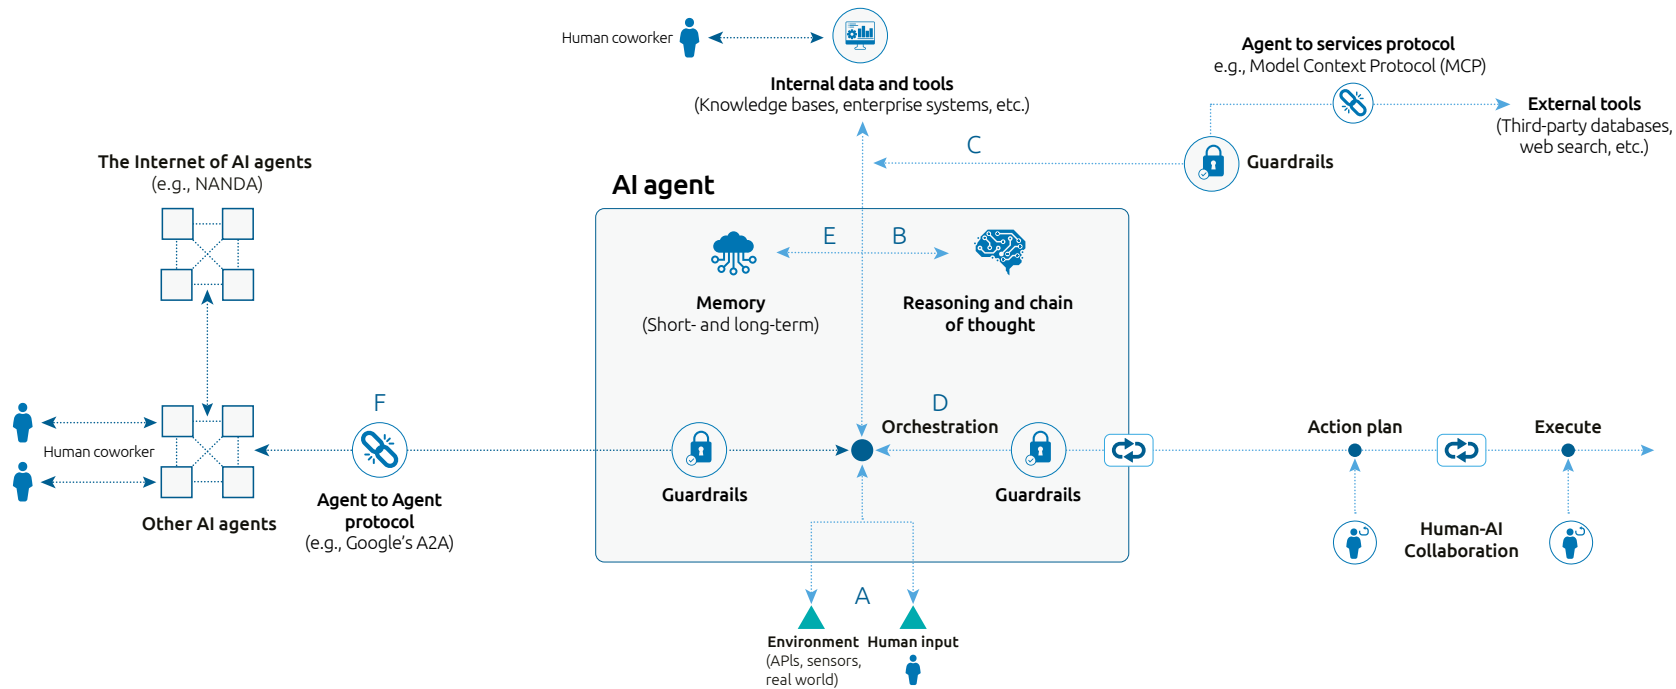 Human coworker
Internal data and tools
(Knowledge bases, enterprise systems, etc.)
Agent to services protocol
e.g., Model Context Protocol (MCP)
External tools
(Third-party databases,
web search, etc.)
C
Guardrails
The Internet of AI agents
(e.g., NANDA)
AI agent
E
B
Memory
(Short- and long-term)
Reasoning and chain
of thought
F
D
Orchestration
Guardrails
Guardrails
Human coworker
Other AI agents
Agent to Agent
protocol
(e.g., Google's A2A)
Action plan
Execute
Human-AI
Collaboration
A
Environment
(APIs, sensors,
real world)
Human input